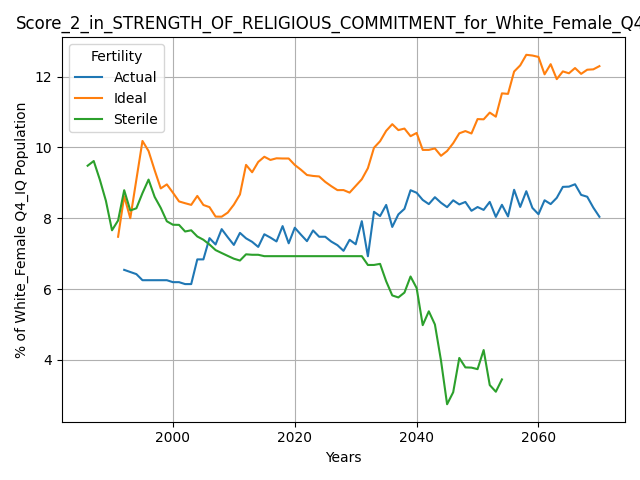 Score_2_in_STRENGTH_OF_RELIGIOUS_COMMITMENT_for_White_Female_Q4
Fertility
Actual
Ideal
Sterile
% of White_Female Q4_IQ Population
12
10
8
6
4
2000
2020
2040
2060
Years